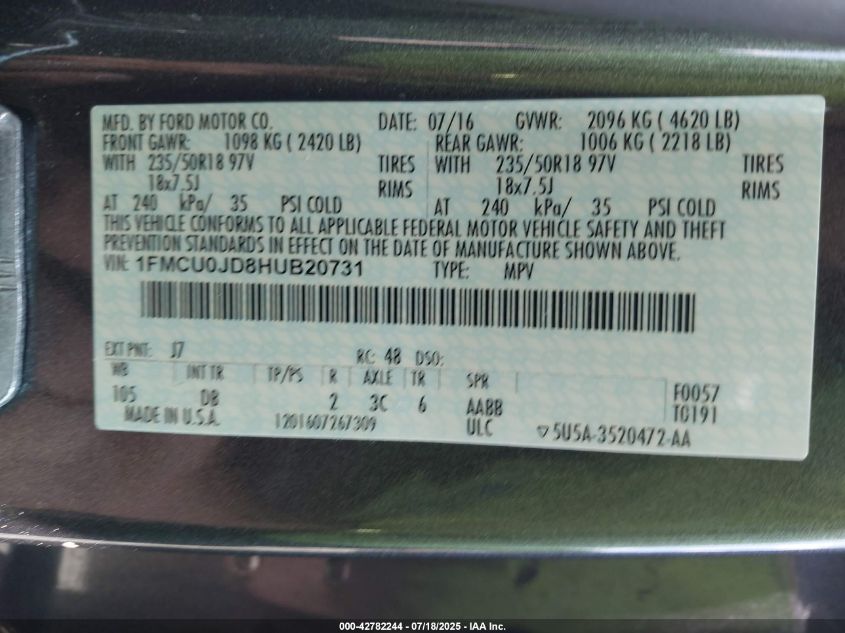 MFD. BY FORD MOTOR CO. DATE: 07/16 GVWR: 2096 KG ( 4620 LB)
FRONT GAWR: 1098 KG ( 2420 LB) REAR GAWR: 1006 KG ( 2218 LB)
WITH 235/50R18 97V TIRES WITH 235/50R18 97V TIRES
18x7.5J RIMS 18x7.5J RIMS
AT 240 kPa/ 35 PSI COLD AT 240 kPa/ 35 PSI COLD
THIS VEHICLE CONFORMS TO ALL APPLICABLE FEDERAL MOTOR VEHICLE SAFETY AND THEFT
PREVENTION STANDARDS IN EFFECT ON THE DATE OF MANUFACTURE SHOWN ABOVE.
VIN: 1FMCU0JD8HUB20731 TYPE: MPV
EXT PNT: J7 RC: 48 DSO:
WB INT TR TP/PS R AXLE TR SPR
105 DB 2 3C 6 AABB F0057
MADE IN U.S.A. 1201607267309 ULC T0191
5U5A-3520472-AA
000-42782244 - 07/18/2025 - IAA Inc.